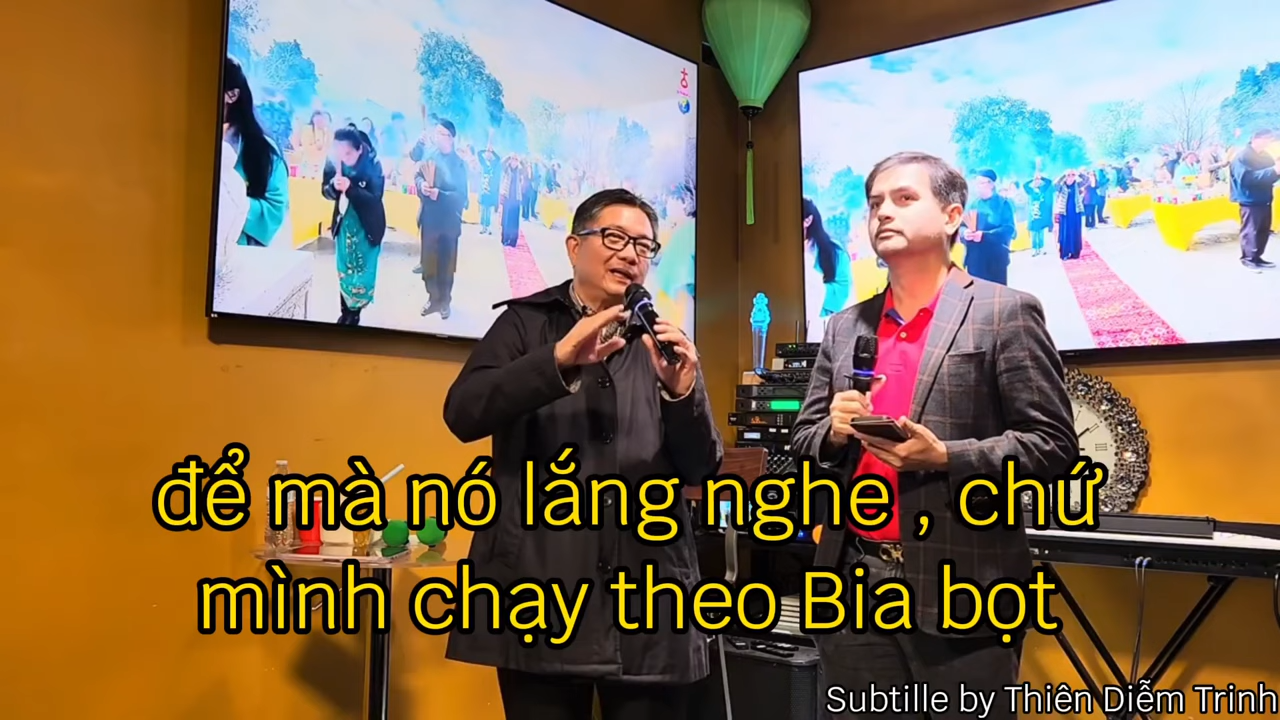 để mà nó lắng nghe , chứ
mình chạy theo Bia bọt
Subtille by Thiên Diễm Trinh